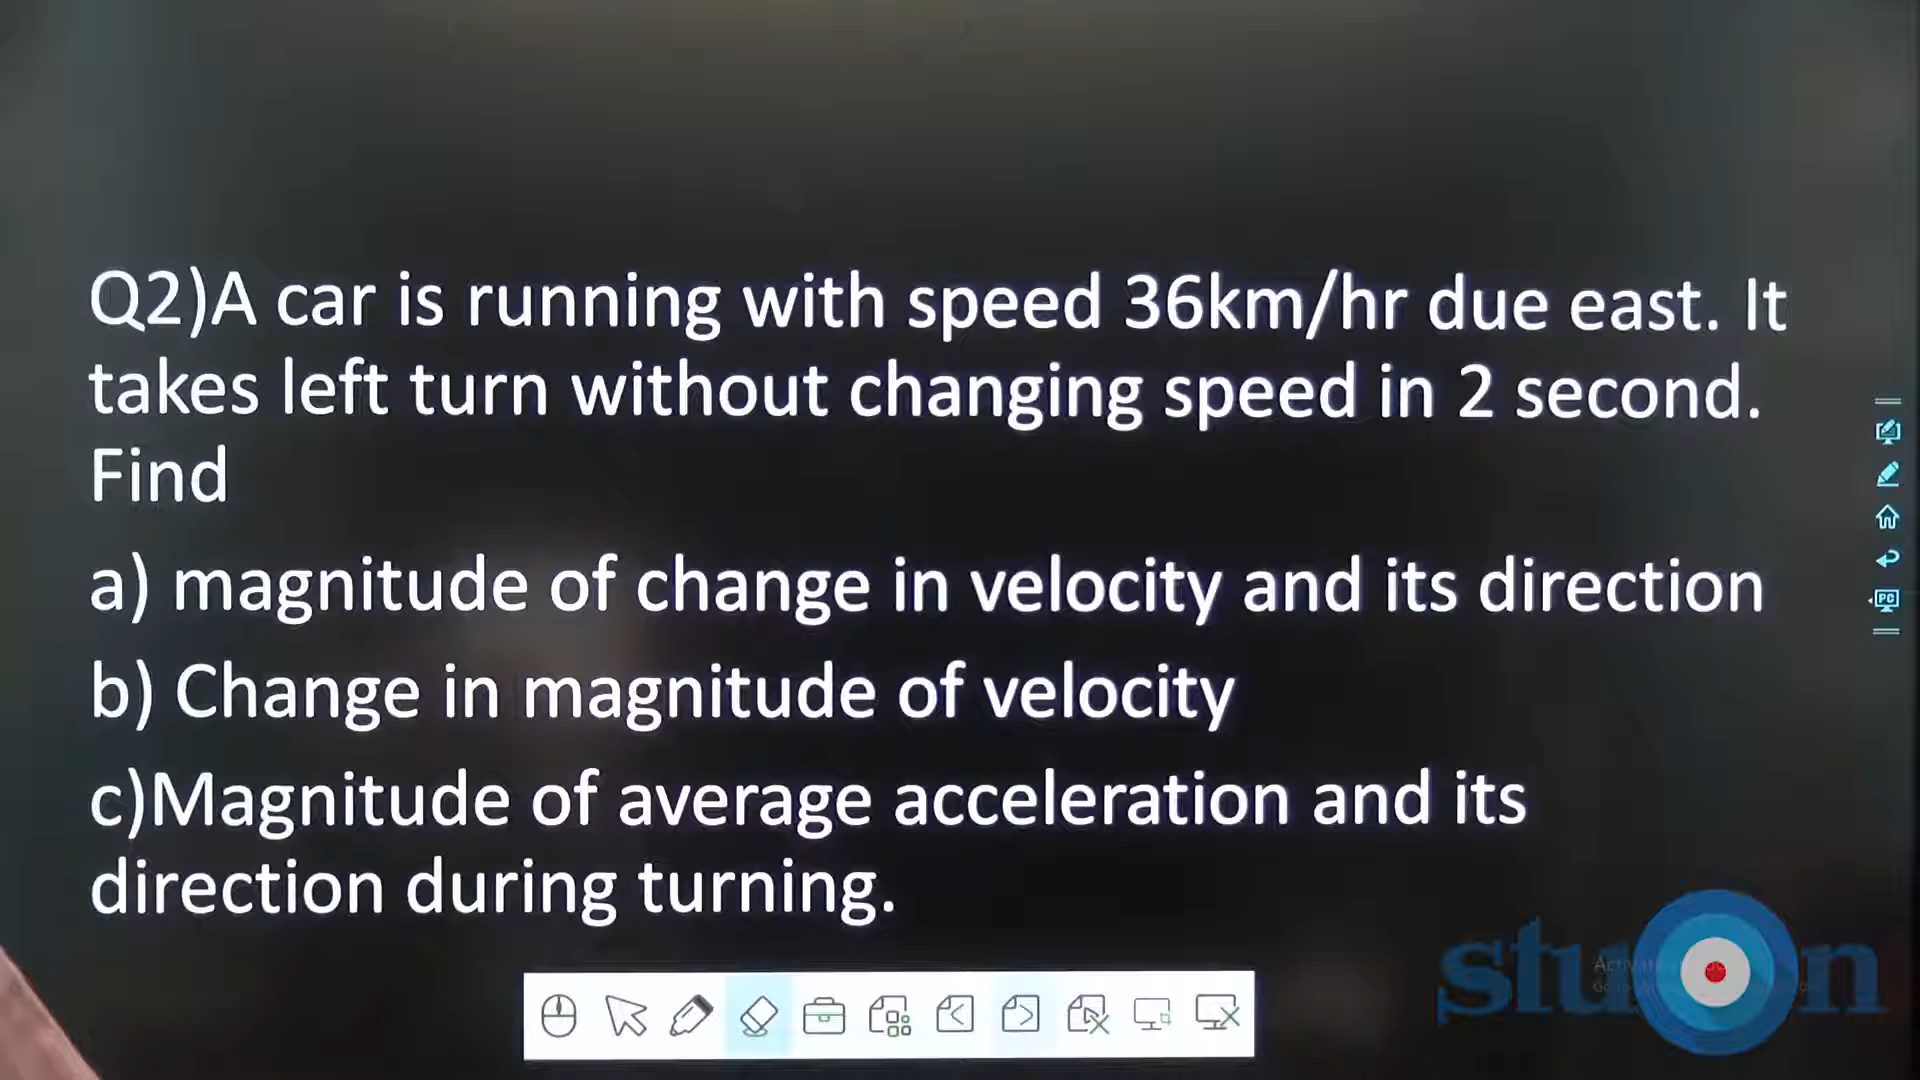 Q2)A car is running with speed 36km/hr due east. It
takes left turn without changing speed in 2 second.
Find
a) magnitude of change in velocity and its direction
b) Change in magnitude of velocity
c)Magnitude of average acceleration and its
direction during turning.
PC
stuon